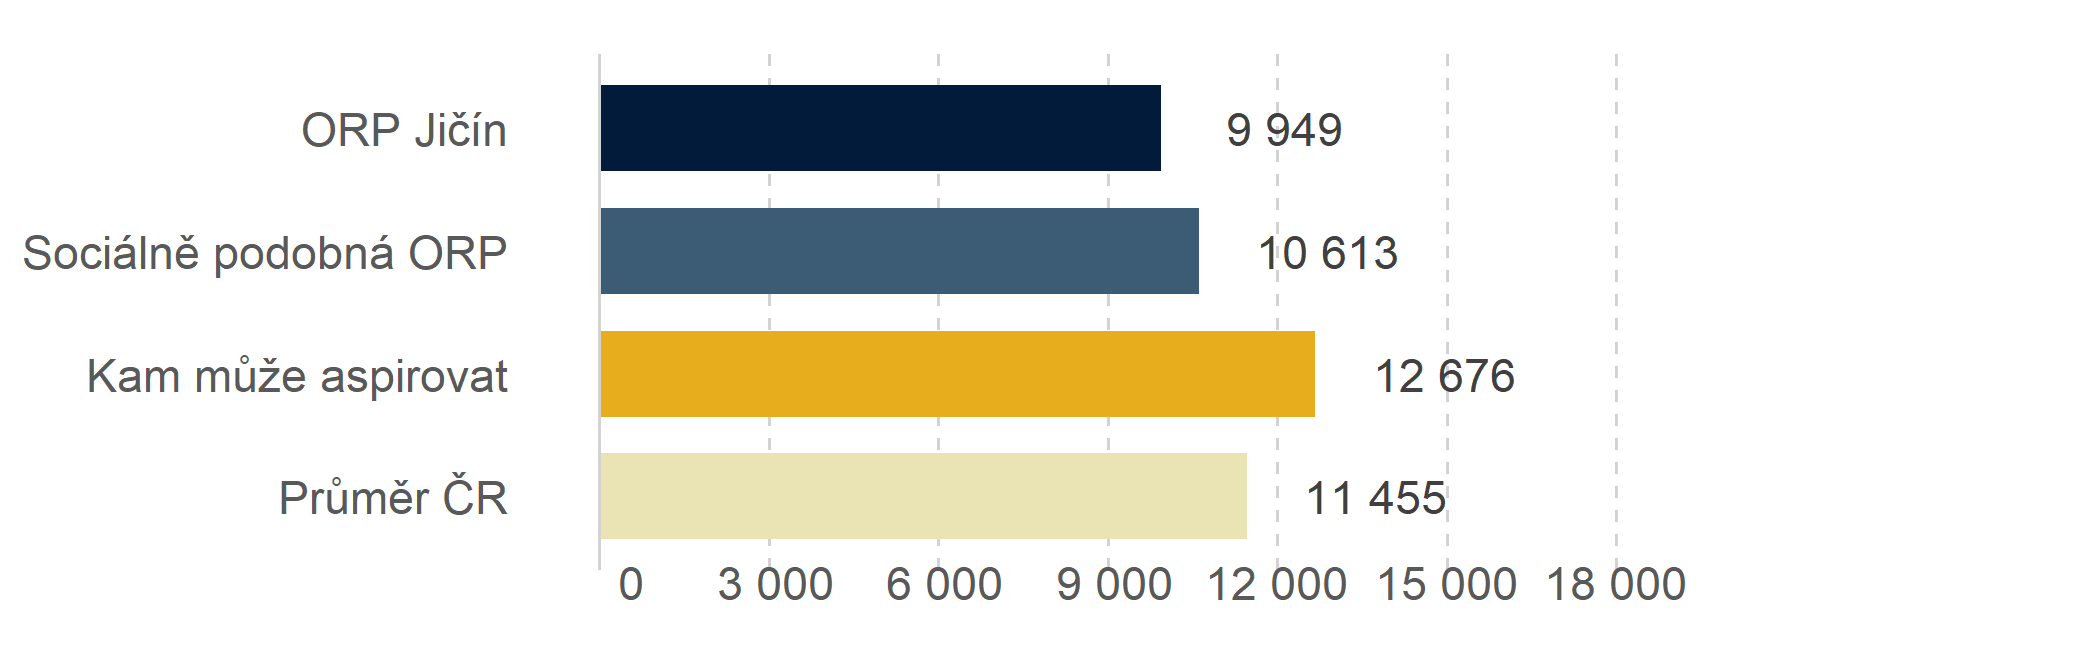 ORP Jičín 9 949
Sociálně podobná ORP 10 613
Kam může aspirovat 12 676
Průměr ČR 11 455
0 3 000 6 000 9 000 12 000 15 000 18 000